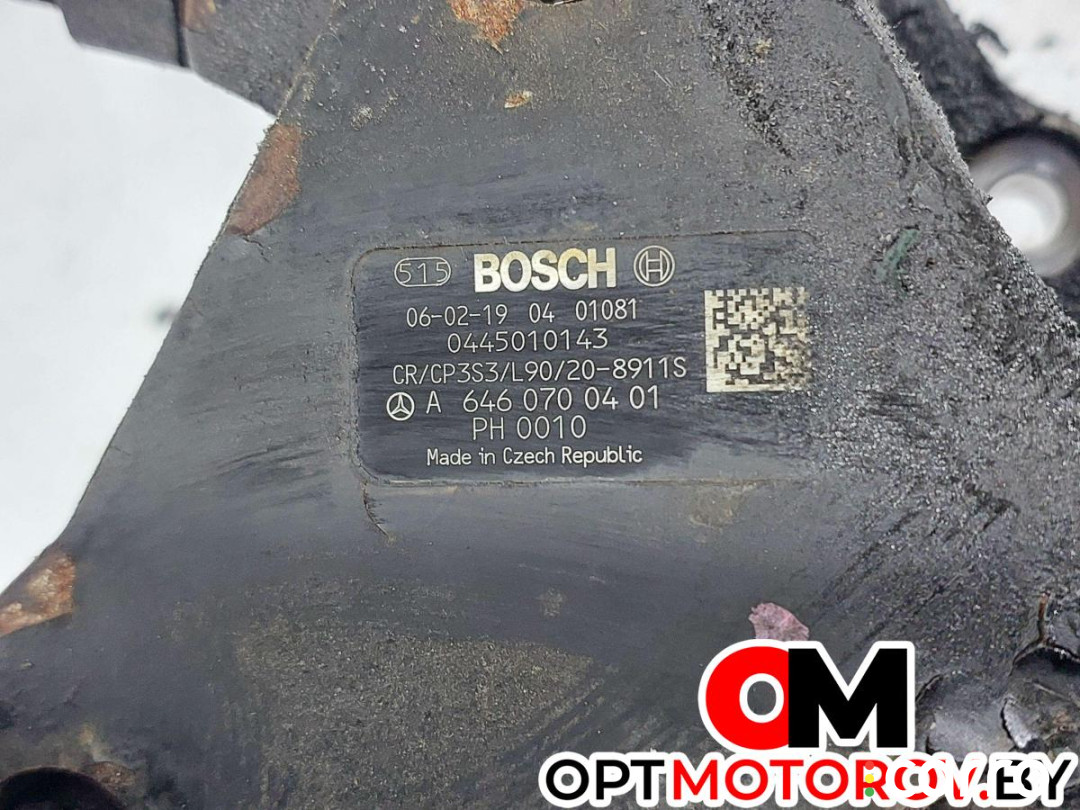 515 BOSCH
06-02-19 04 01081
0445010143
CR/CP3S3/L90/20-8911S
A 646 070 04 01
PH 0010
Made in Czech Republic
OM